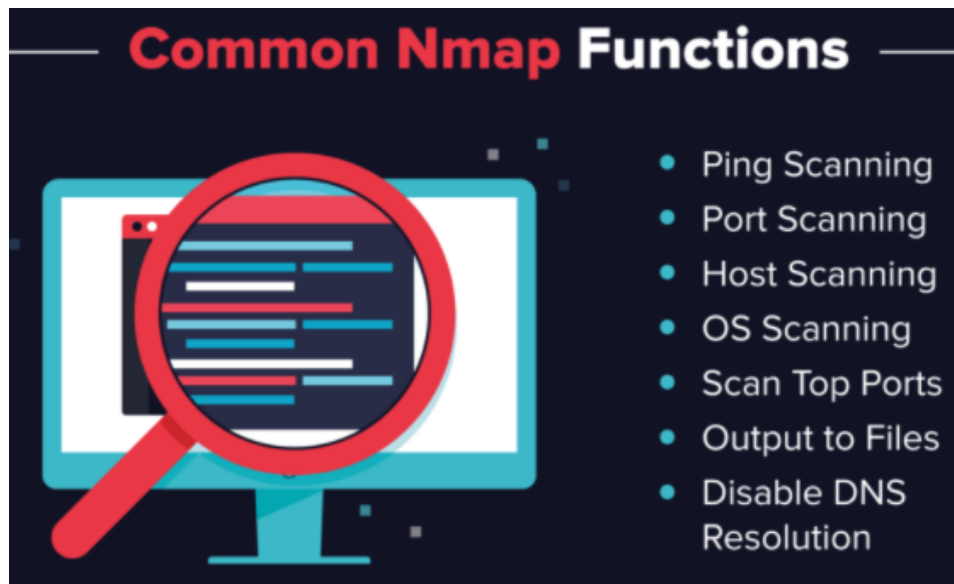 Common Nmap Functions
Ping Scanning
Port Scanning
Host Scanning
OS Scanning
Scan Top Ports
Output to Files
Disable DNS
Resolution